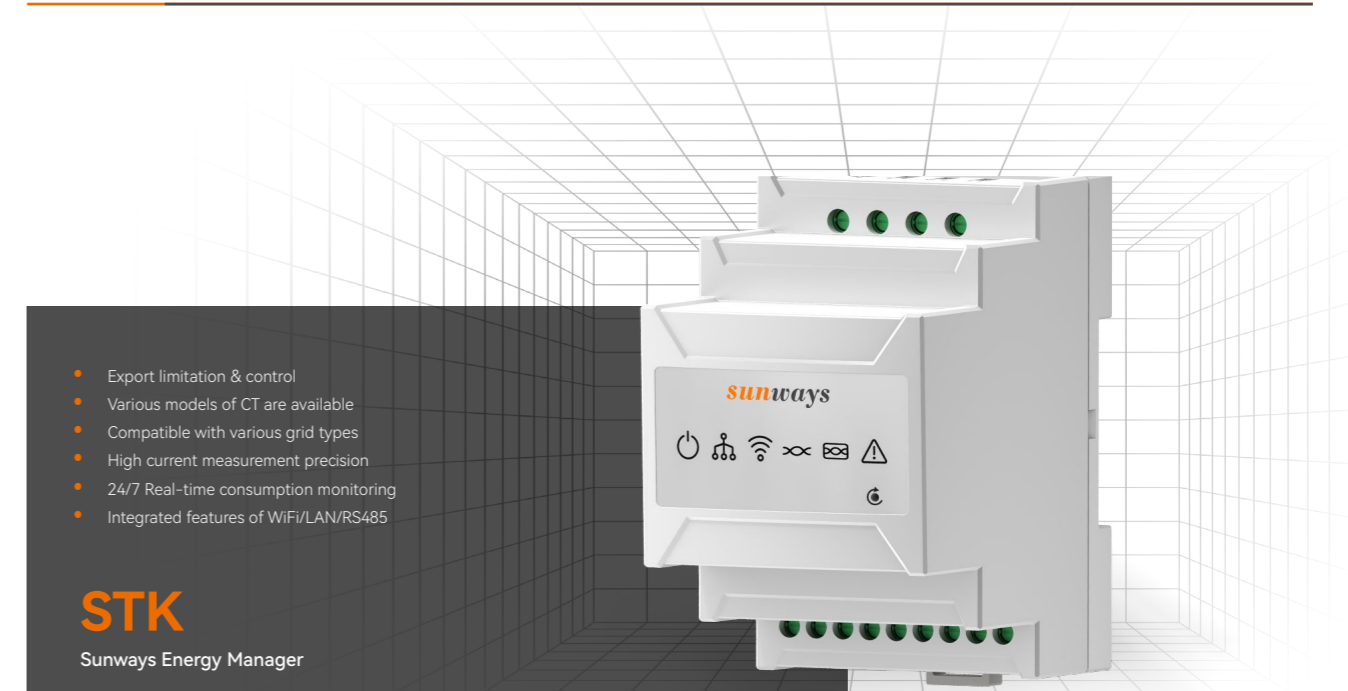 Export limitation & control
Various models of CT are available
Compatible with various grid types
High current measurement precision
24/7 Real-time consumption monitoring
Integrated features of WiFi/LAN/RS485
STK
Sunways Energy Manager
sunways